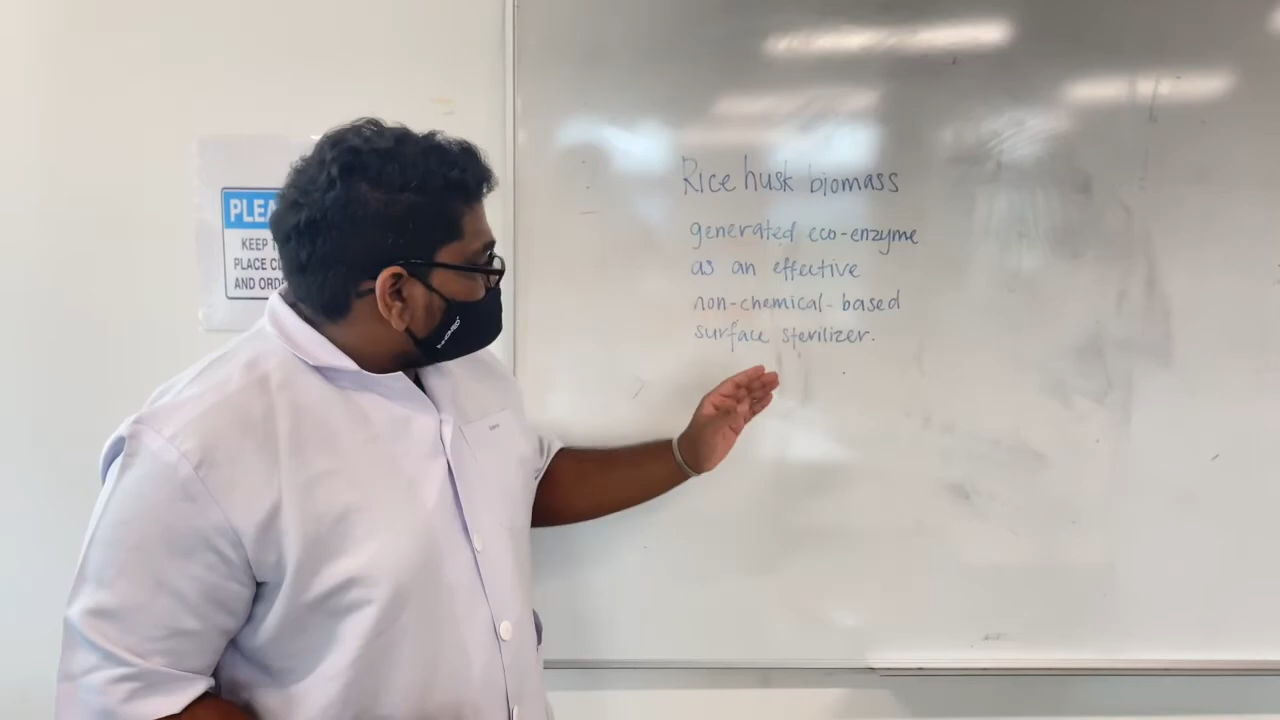 PLEA
KEEP T
PLACE CL
AND ORD
Rice husk biomass
generated eco-enzyme
as an effective
non-chemical-based
surface sterilizer.